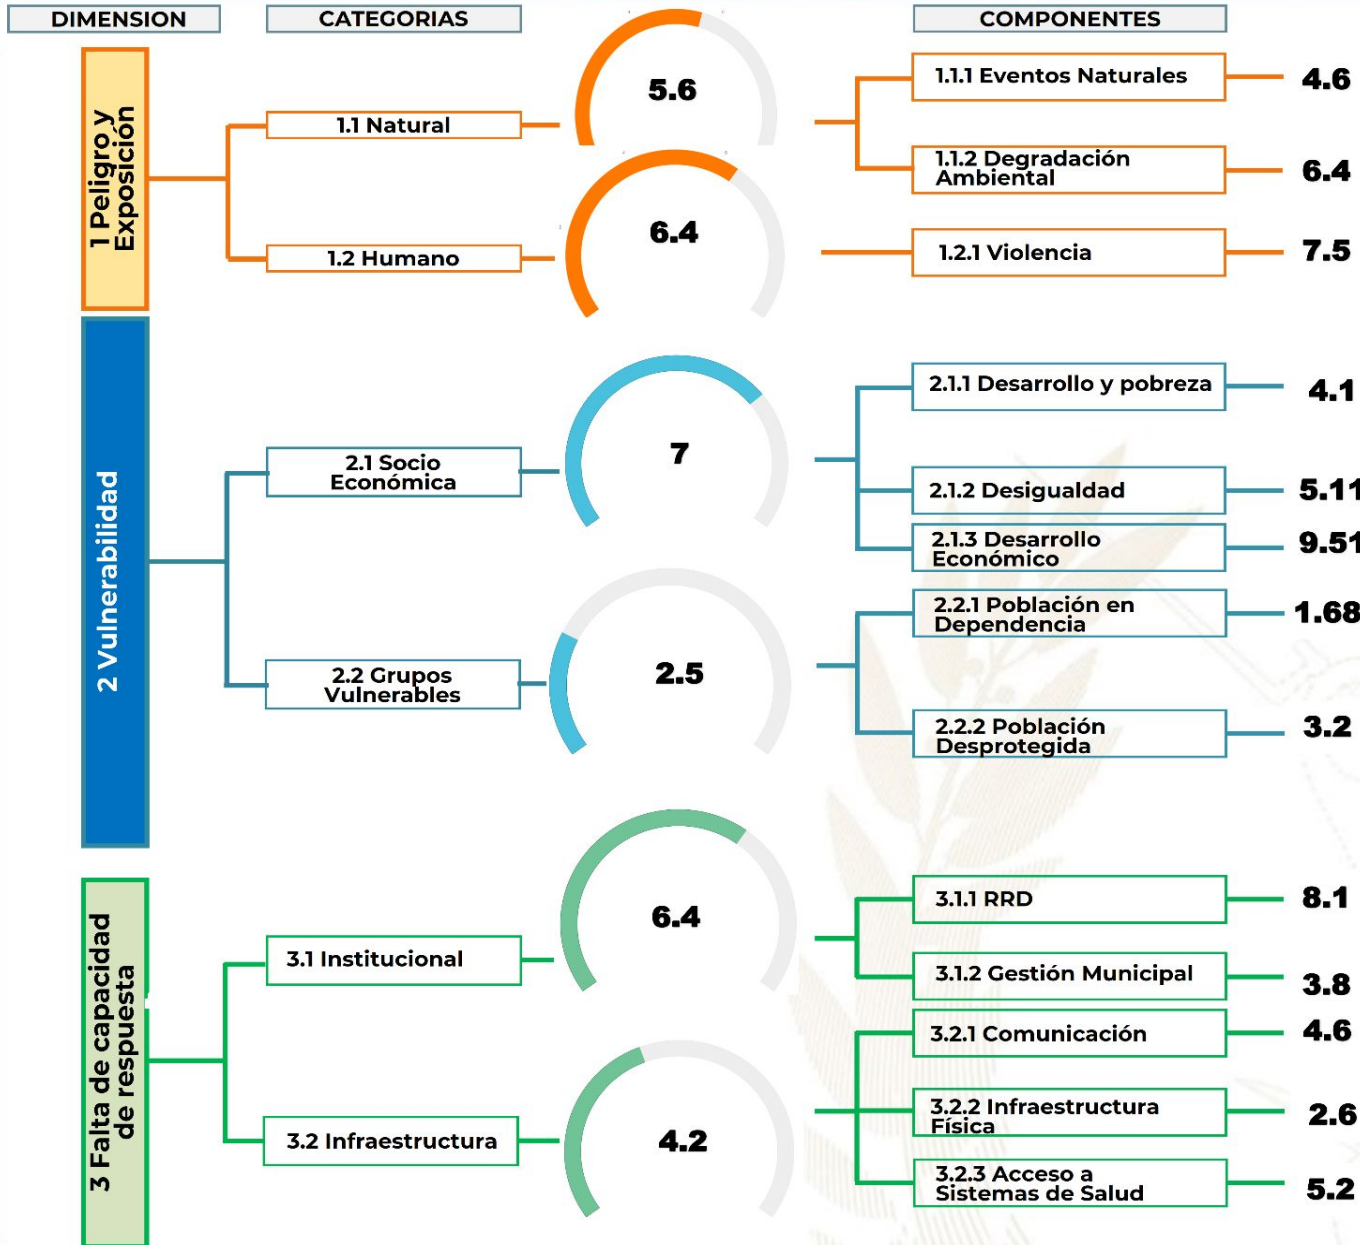 DIMENSION
CATEGORIAS
COMPONENTES
1 Peligro y
Exposición
1.1 Natural
5.6
1.1.1 Eventos Naturales
4.6
1.1.2 Degradación
Ambiental
6.4
1.2 Humano
6.4
1.2.1 Violencia
7.5
2 Vulnerabilidad
2.1 Socio
Económica
7
2.1.1 Desarrollo y pobreza
4.1
2.1.2 Desigualdad
5.11
2.1.3 Desarrollo
Económico
9.51
2.2 Grupos
Vulnerables
2.5
2.2.1 Población en
Dependencia
1.68
2.2.2 Población
Desprotegida
3.2
3 Falta de capacidad
de respuesta
3.1 Institucional
6.4
3.1.1 RRD
8.1
3.1.2 Gestión Municipal
3.8
3.2 Infraestructura
4.2
3.2.1 Comunicación
4.6
3.2.2 Infraestructura
Física
2.6
3.2.3 Acceso a
Sistemas de Salud
5.2